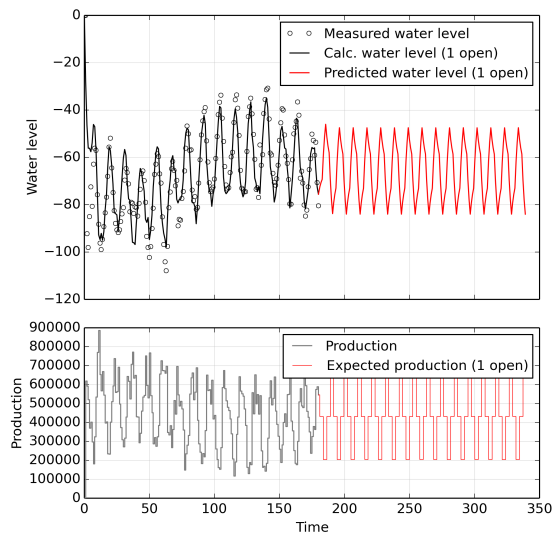 0
−20
−40
−60
−80
−100
−120
Water level
Measured water level
Calc. water level (1 open)
Predicted water level (1 open)
900000
800000
700000
600000
500000
400000
300000
200000
100000
0
Production
Production
Expected production (1 open)
0 50 100 150 200 250 300 350
Time